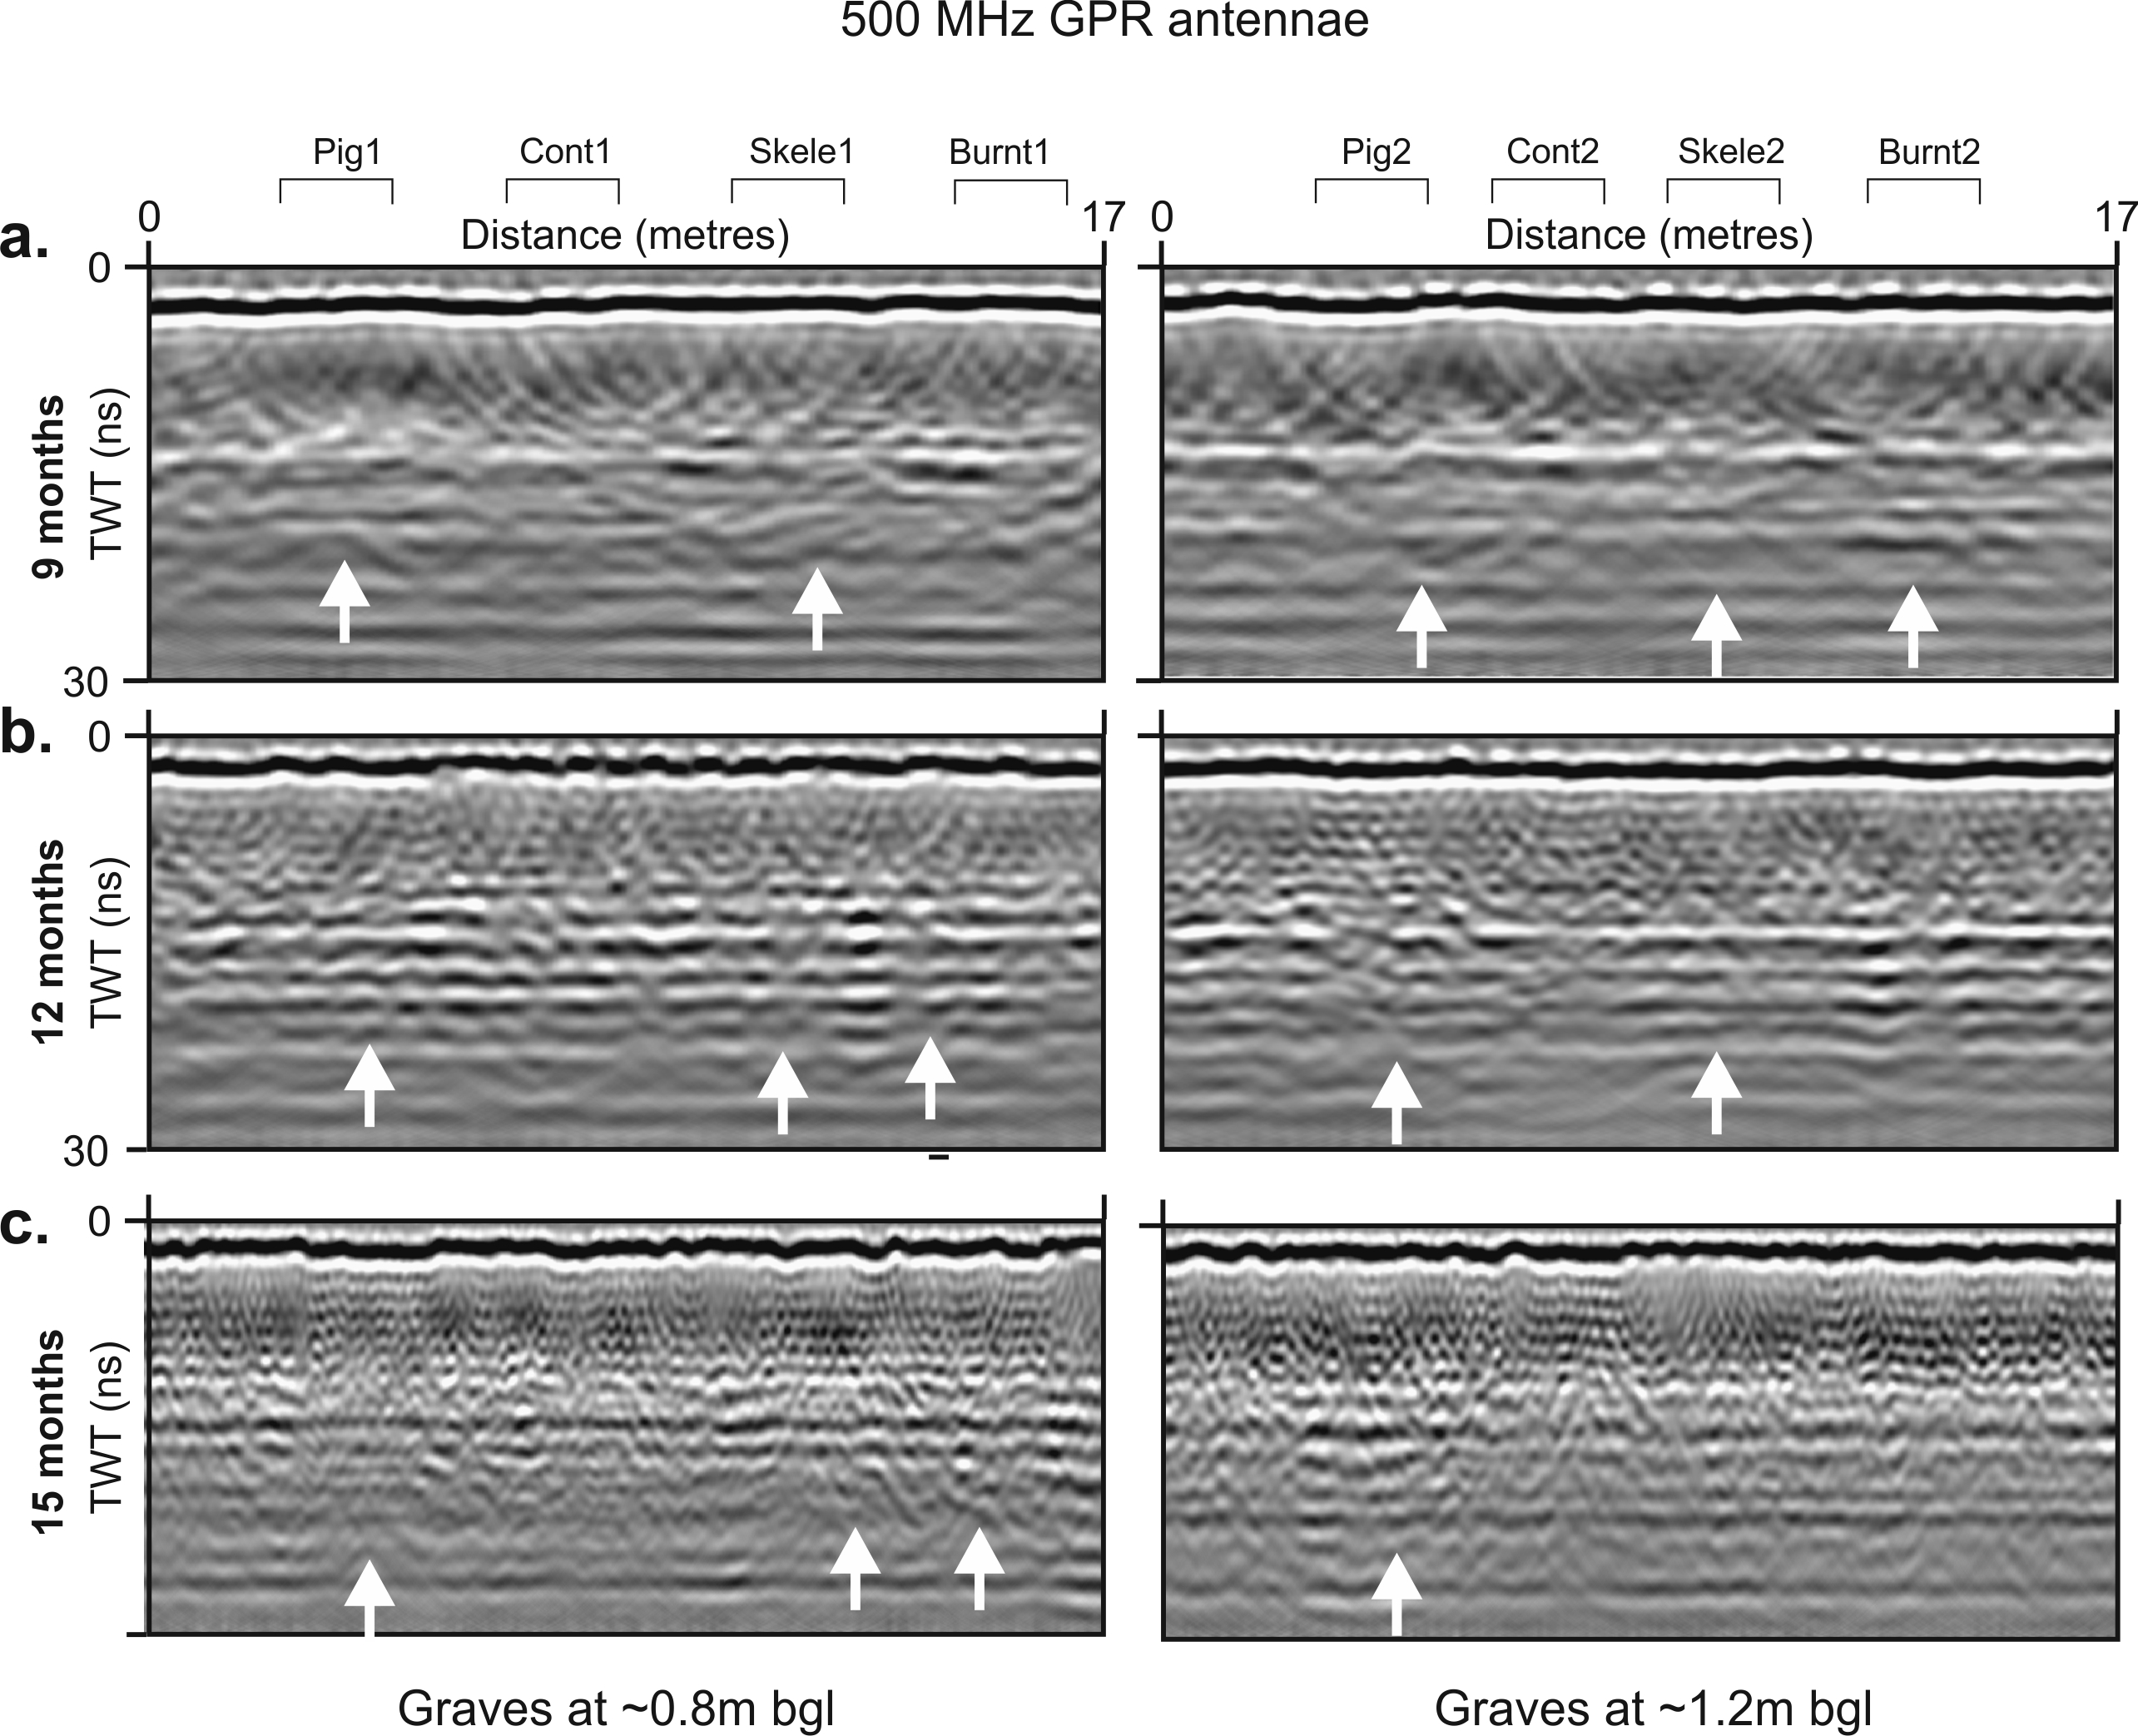 500 MHz GPR antennae
Pig1 Cont1 Skele1 Burnt1 Pig2 Cont2 Skele2 Burnt2
0 Distance (metres) 17 0 Distance (metres) 17
a.
0
9 months
TWT (ns)
30
b.
0
12 months
TWT (ns)
30
c.
0
15 months
TWT (ns)
Graves at ~0.8m bgl Graves at ~1.2m bgl